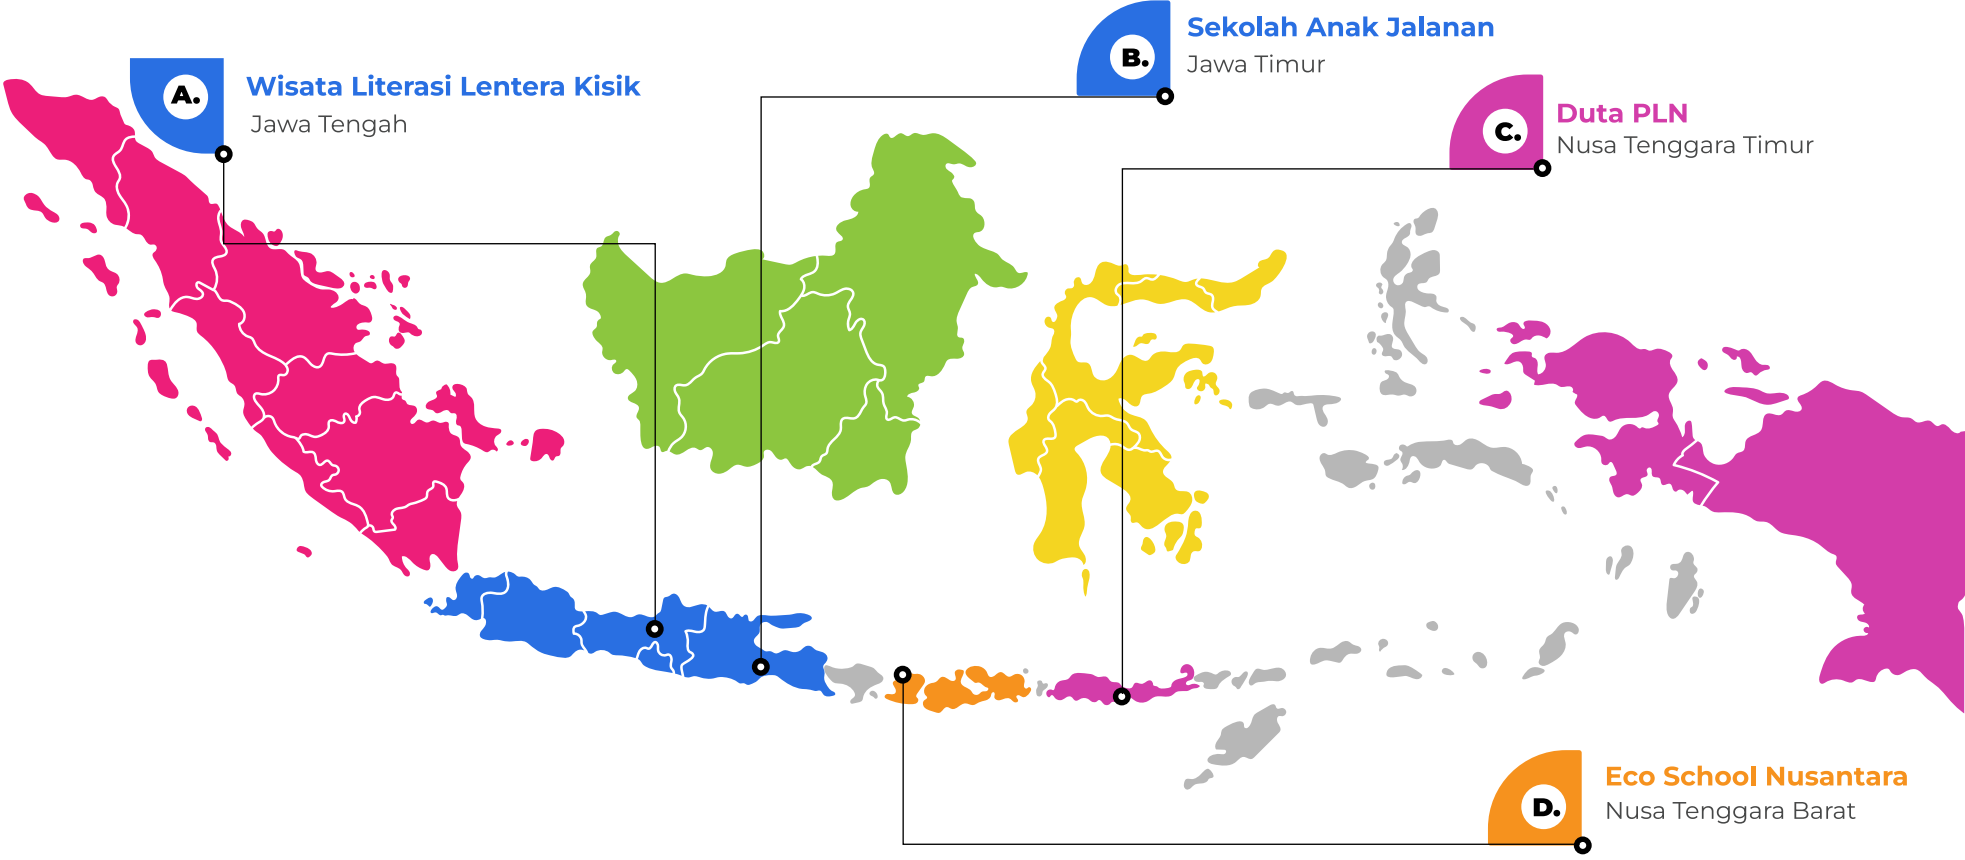 A.
Wisata Literasi Lentera Kisik
Jawa Tengah
B.
Sekolah Anak Jalanan
Jawa Timur
C.
Duta PLN
Nusa Tenggara Timur
D.
Eco School Nusantara
Nusa Tenggara Barat